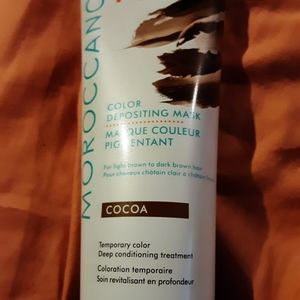 MOROCCANO
COLOR
DEPOSITING MASK
MASQUE COULEUR
PIGMENTANT
For light brown to dark brown hair
Pour cheveux châtain clair à châtain
COCOA
Temporary color
Deep conditioning treatment
Coloration temporaire
Soin revitalisant en profondeur